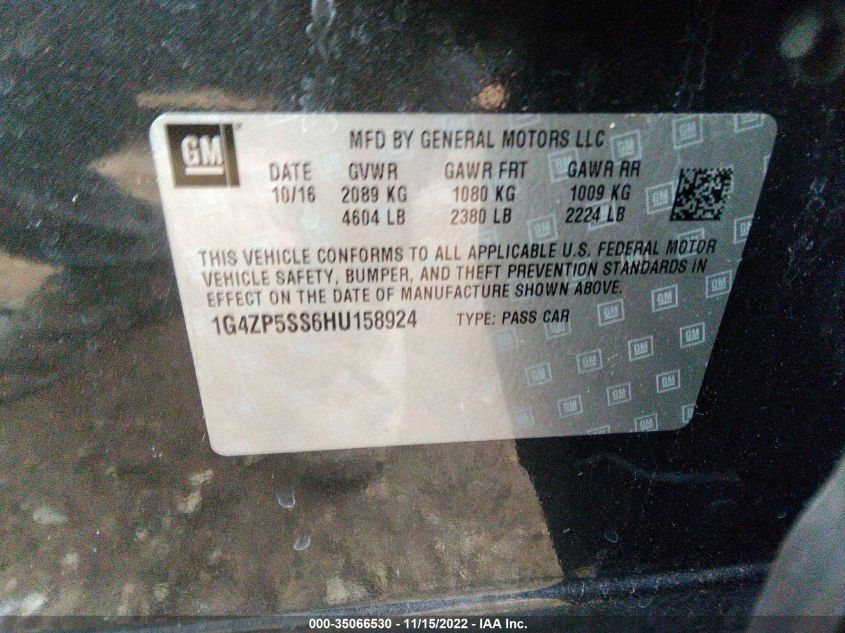 GM
MFD BY GENERAL MOTORS LLC
DATE GVWR GAWR FRT GAWR RR
10/16 2089 KG 1080 KG 1009 KG
4604 LB 2380 LB 2224 LB
THIS VEHICLE CONFORMS TO ALL APPLICABLE U.S. FEDERAL MOTOR
VEHICLE SAFETY, BUMPER, AND THEFT PREVENTION STANDARDS IN
EFFECT ON THE DATE OF MANUFACTURE SHOWN ABOVE.
1G4ZP5SS6HU158924 TYPE: PASS CAR
000-35066530 - 11/15/2022 - IAA Inc.